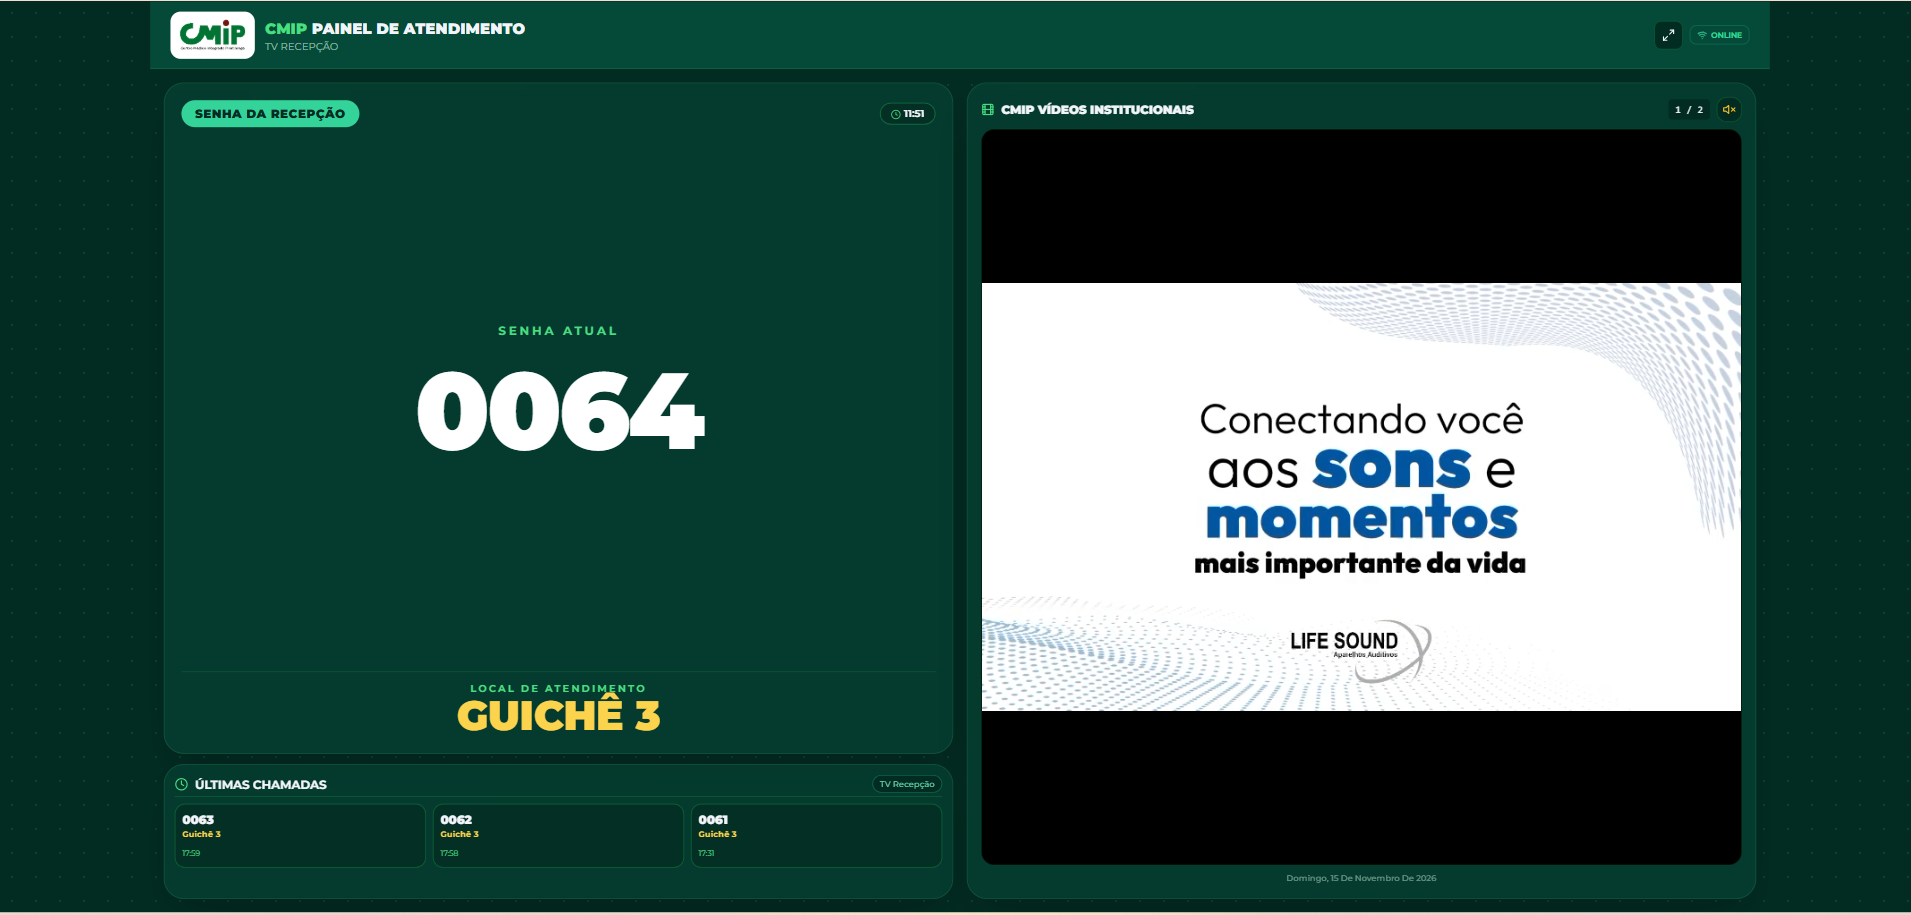 CMiP
CMIP PAINEL DE ATENDIMENTO
TV RECEPÇÃO
ONLINE
SENHA DA RECEPÇÃO
11:51
SENHA ATUAL
0064
LOCAL DE ATENDIMENTO
GUICHÊ 3
ÚLTIMAS CHAMADAS
TV Recepção
0063
Guichê 3
17:59
0062
Guichê 3
17:58
0061
Guichê 3
17:31
CMIP VÍDEOS INSTITUCIONAIS
1 / 2
Conectando você
aos sons e
momentos
mais importante da vida
LIFE SOUND
Aparelhos Auditivos
Domingo, 15 De Novembro De 2026